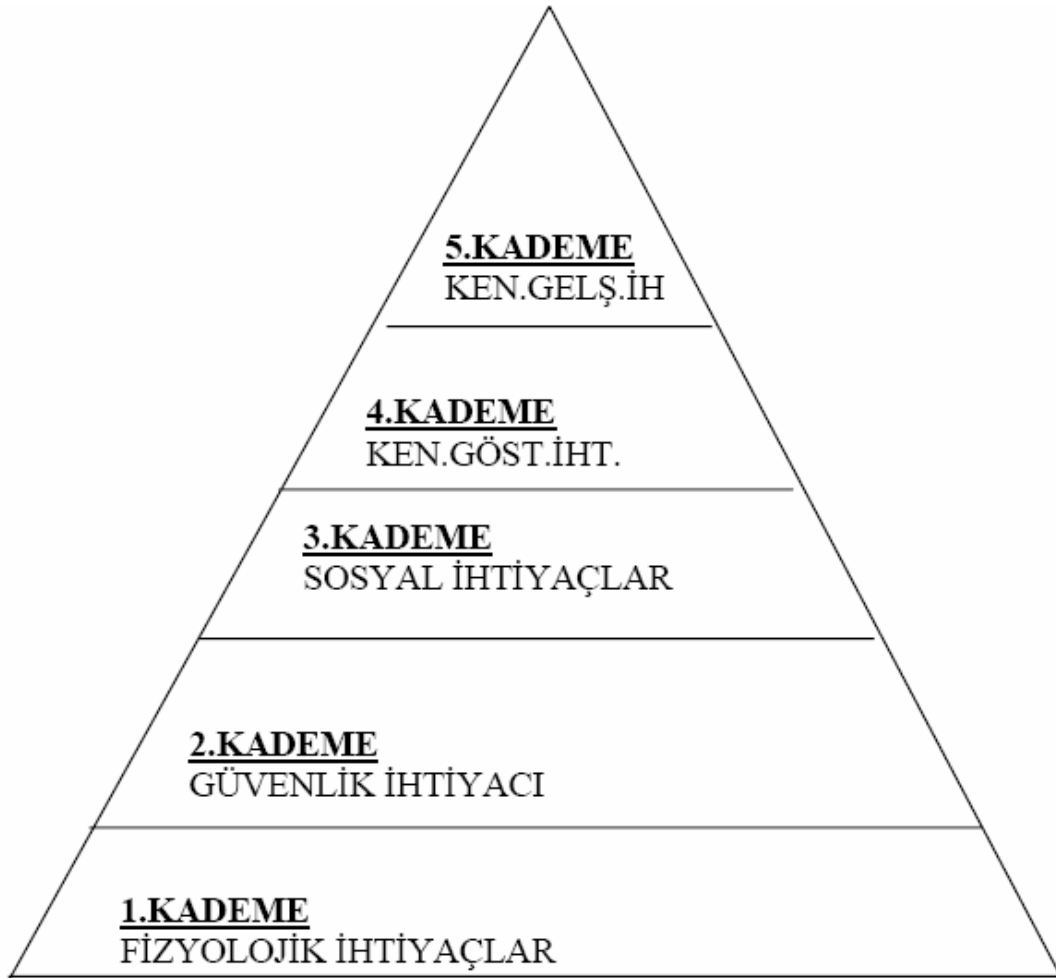 5.KADEME
KEN.GELŞ.İH
4.KADEME
KEN.GÖST.İHT.
3.KADEME
SOSYAL İHTİYAÇLAR
2.KADEME
GÜVENLİK İHTİYACI
1.KADEME
FİZYOLOJİK İHTİYAÇLAR